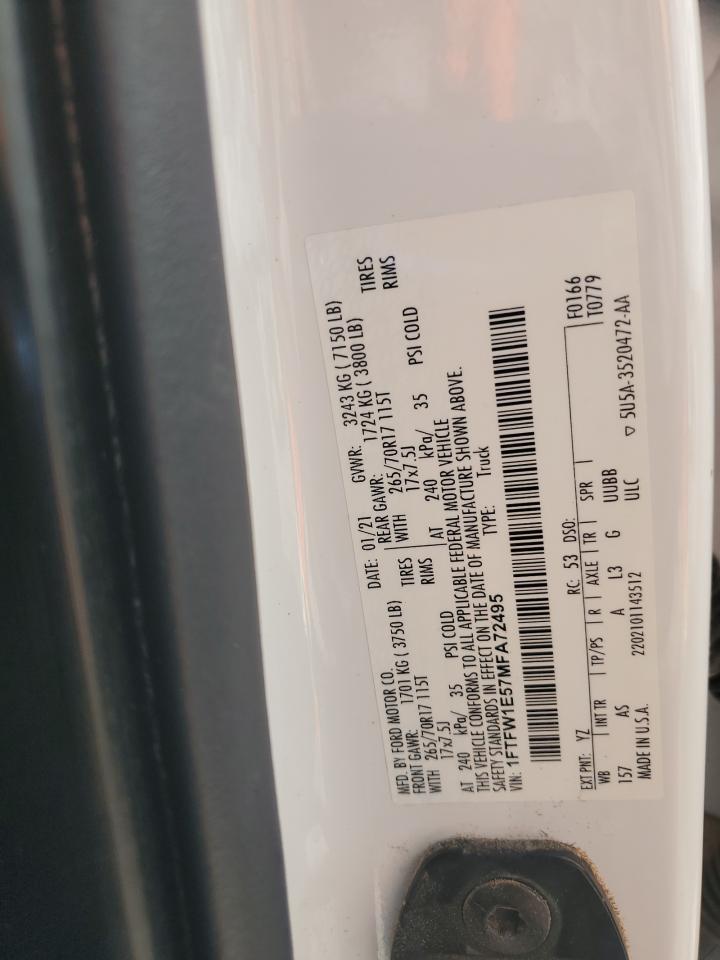 MFD. BY FORD MOTOR CO. DATE: 01/21 GVWR: 3243 KG ( 7150 LB)
FRONT GAWR: 1701 KG ( 3750 LB) REAR GAWR: 1724 KG ( 3800 LB)
WITH 265/70R17 115T TIRES WITH 265/70R17 115T TIRES
17x7.5J RIMS 17x7.5J RIMS
AT 240 kPa/ 35 PSI COLD AT 240 kPa/ 35 PSI COLD
THIS VEHICLE CONFORMS TO ALL APPLICABLE FEDERAL MOTOR VEHICLE
SAFETY STANDARDS IN EFFECT ON THE DATE OF MANUFACTURE SHOWN ABOVE.
VIN: 1FTFW1E57MFA72495 TYPE: Truck
EXT PNT: YZ RC: 53 DSO: F0166
WB INT TR TP/PS R AXLE TR SPR T0779
157 AS A L3 G UUBB
2202101143512 ULC ▽ 5U5A-3520472-AA
MADE IN U.S.A.